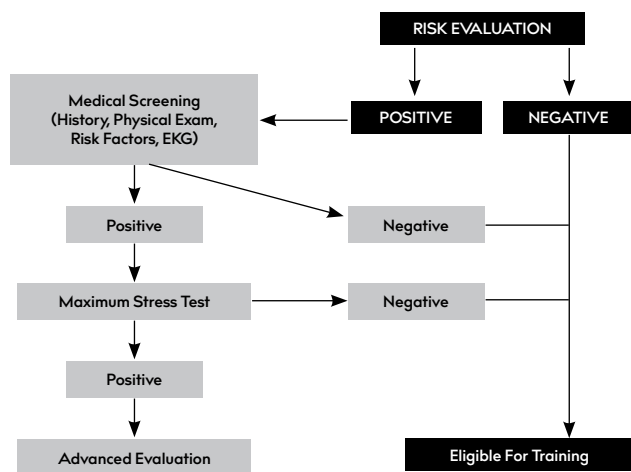 RISK EVALUATION
Medical Screening
(History, Physical Exam,
Risk Factors, EKG)
POSITIVE
NEGATIVE
Positive
Negative
Maximum Stress Test
Negative
Positive
Advanced Evaluation
Eligible For Training